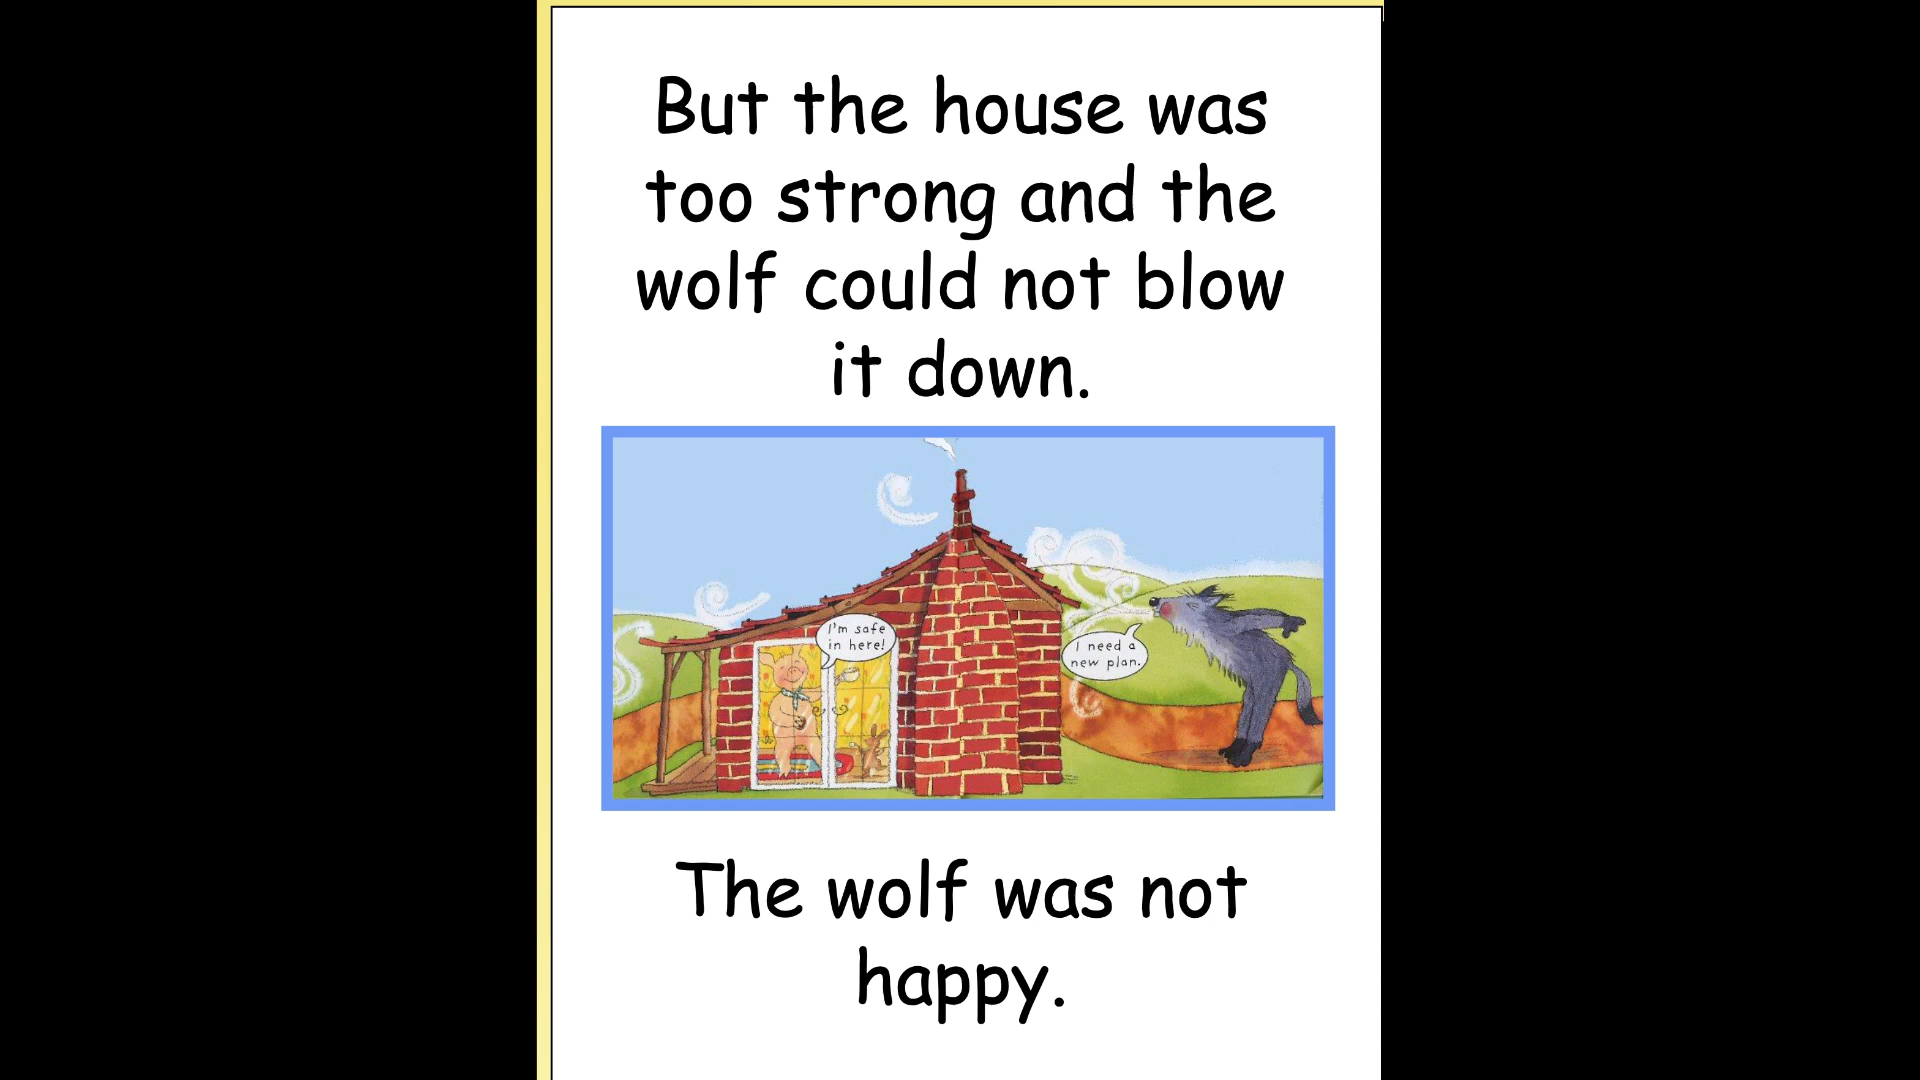 But the house was
too strong and the
wolf could not blow
it down.
I'm safe
in here!
I need a
new plan.
The wolf was not
happy.